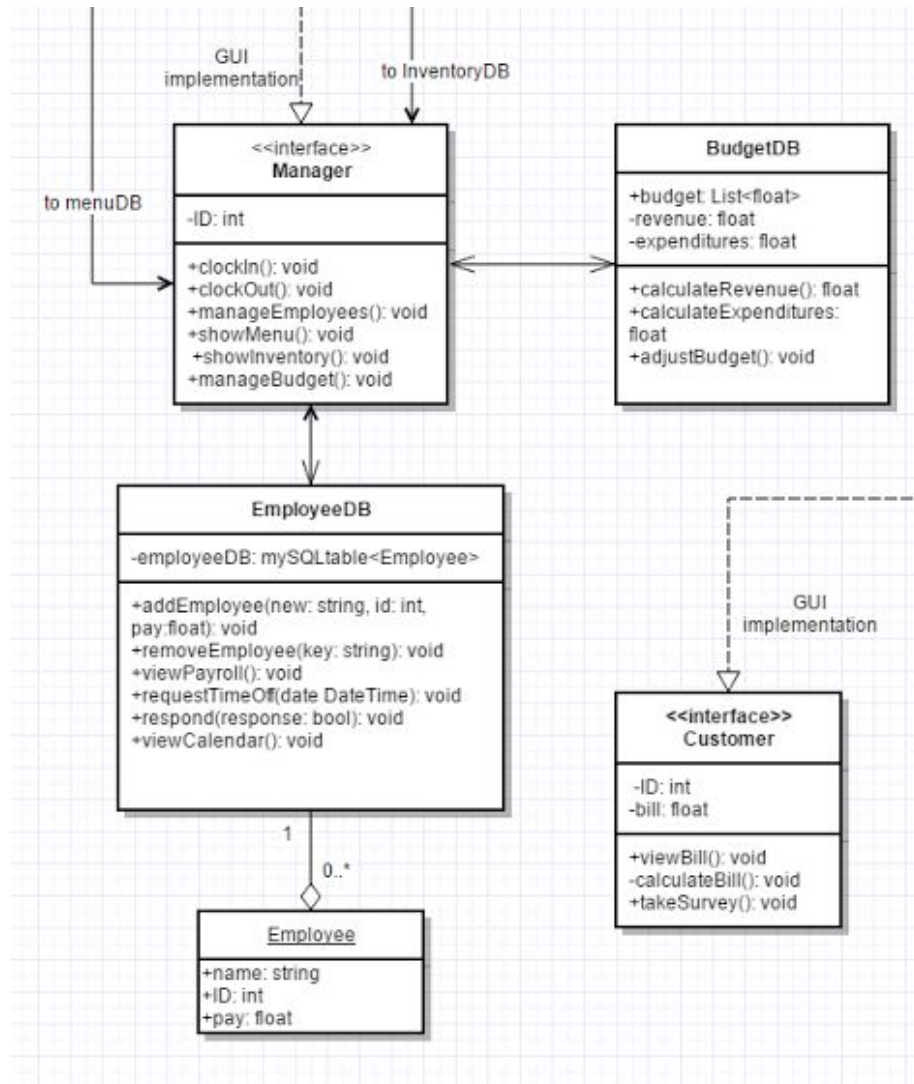 GUI
implementation
to InventoryDB
to menuDB
<<interface>>
Manager
-ID: int
+clockIn(): void
+clockOut(): void
+manageEmployees(): void
+showMenu(): void
+showInventory(): void
+manageBudget(): void
BudgetDB
+budget: List<float>
-revenue: float
-expenditures: float
+calculateRevenue(): float
+calculateExpenditures:
float
+adjustBudget(): void
EmployeeDB
-employeeDB: mySQLtable<Employee>
+addEmployee(new: string, id: int,
pay:float): void
+removeEmployee(key: string): void
+viewPayroll(): void
+requestTimeOff(date DateTime): void
+respond(response: bool): void
+viewCalendar(): void
1
0..*
Employee
+name: string
+ID: int
+pay: float
GUI
implementation
<<interface>>
Customer
-ID: int
-bill: float
+viewBill(): void
-calculateBill(): void
+takeSurvey(): void